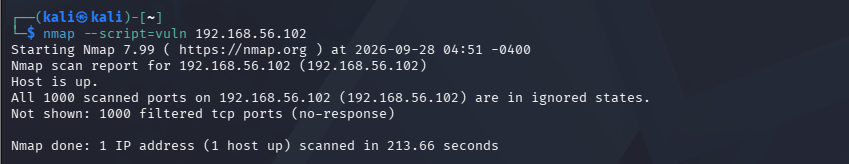 ┌──(kali㉿kali)-[~]
└─$ nmap --script=vuln 192.168.56.102
Starting Nmap 7.99 ( https://nmap.org ) at 2026-09-28 04:51 -0400
Nmap scan report for 192.168.56.102 (192.168.56.102)
Host is up.
All 1000 scanned ports on 192.168.56.102 (192.168.56.102) are in ignored states.
Not shown: 1000 filtered tcp ports (no-response)

Nmap done: 1 IP address (1 host up) scanned in 213.66 seconds